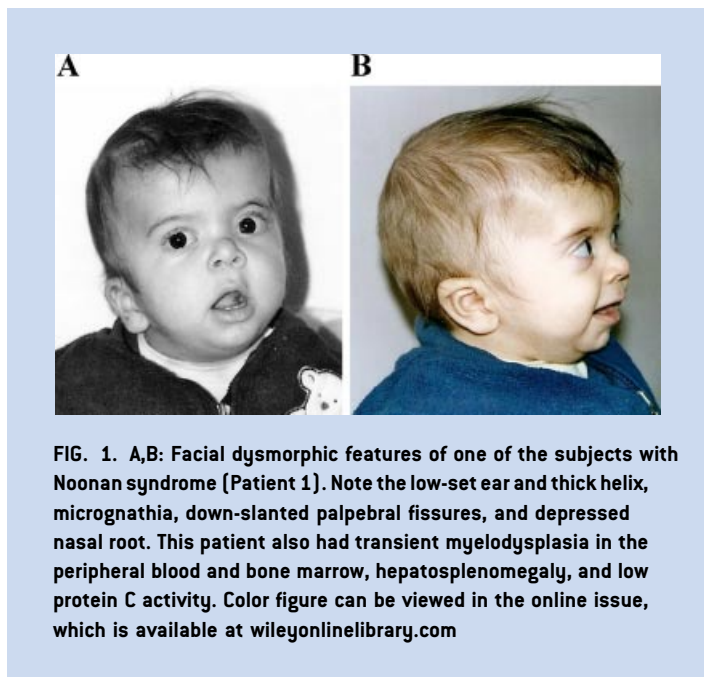 A B
FIG. 1. A,B: Facial dysmorphic features of one of the subjects with
Noonan syndrome (Patient 1). Note the low-set ear and thick helix,
micrognathia, down-slanted palpebral fissures, and depressed
nasal root. This patient also had transient myelodysplasia in the
peripheral blood and bone marrow, hepatosplenomegaly, and low
protein C activity. Color figure can be viewed in the online issue,
which is available at wileyonlinelibrary.com